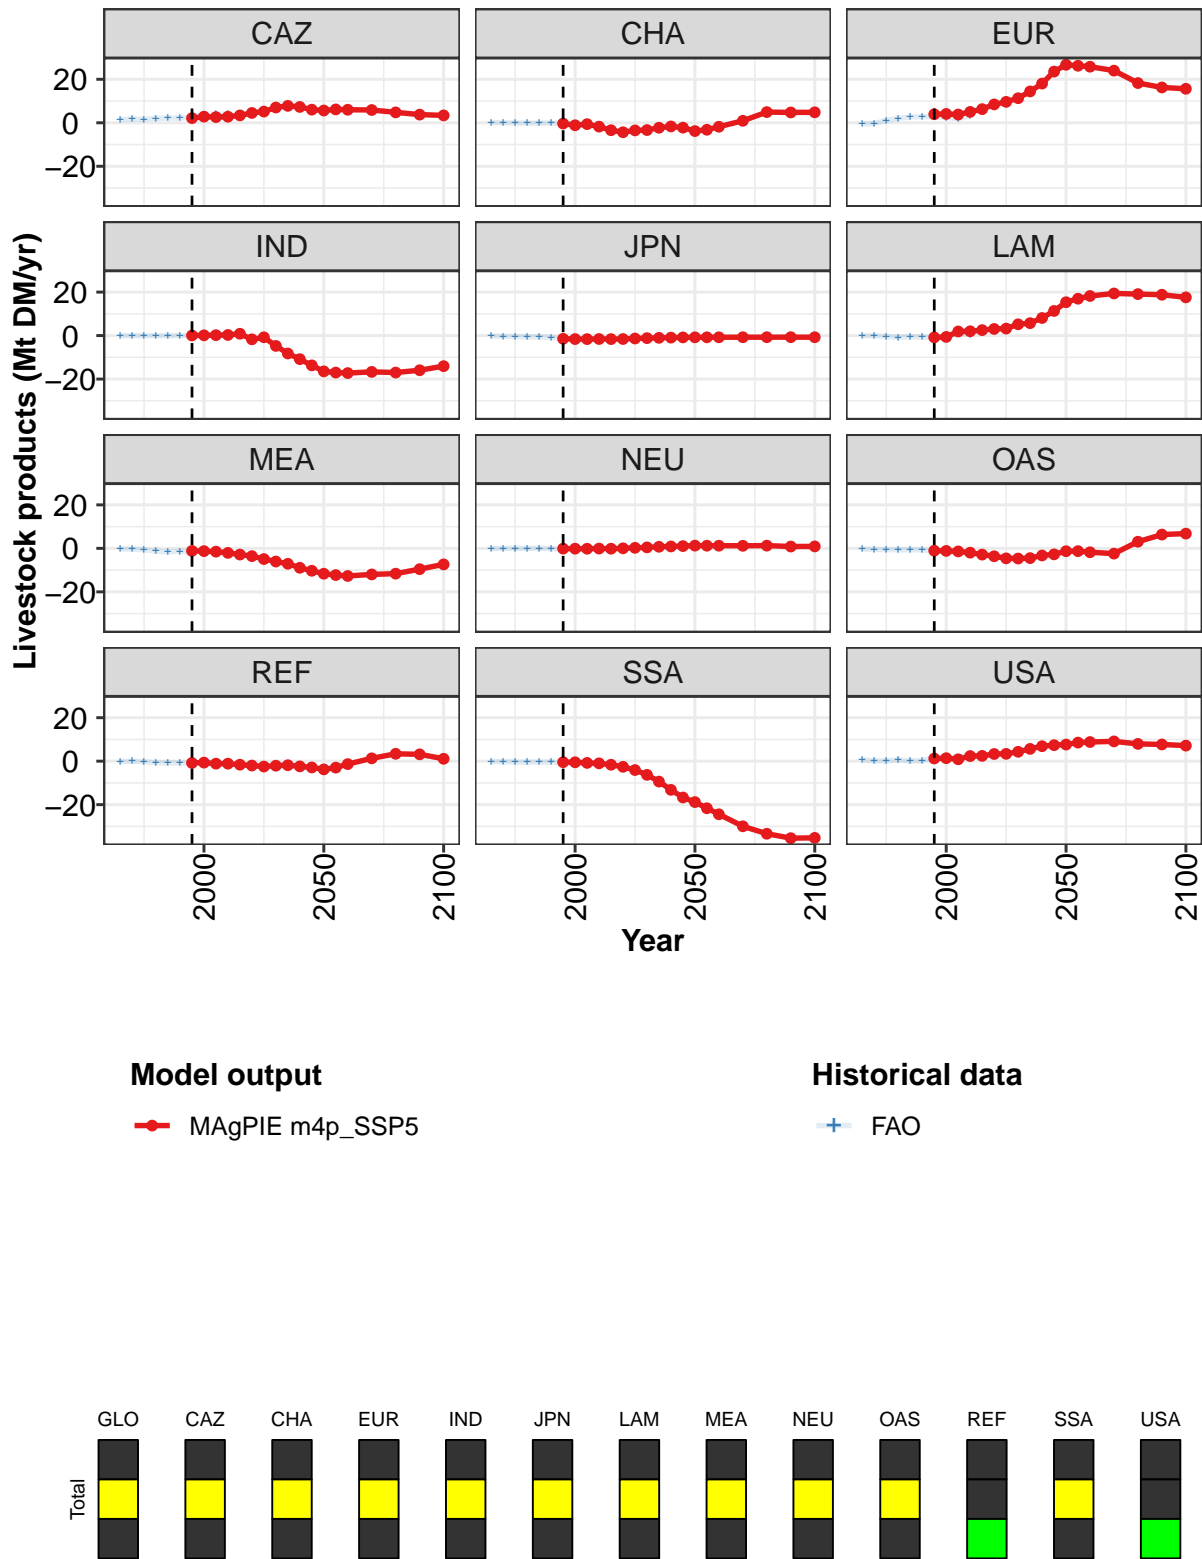 CAZ CHA EUR
20
0
−20
IND JPN LAM
20
0
−20
MEA NEU OAS
20
0
−20
REF SSA USA
20
0
−20
2000 2050 2100 2000 2050 2100 2000 2050 2100
Year
Livestock products (Mt DM/yr)
Model output Historical data
MAgPIE m4p_SSP5 FAO
GLO CAZ CHA EUR IND JPN LAM MEA NEU OAS REF SSA USA
Total